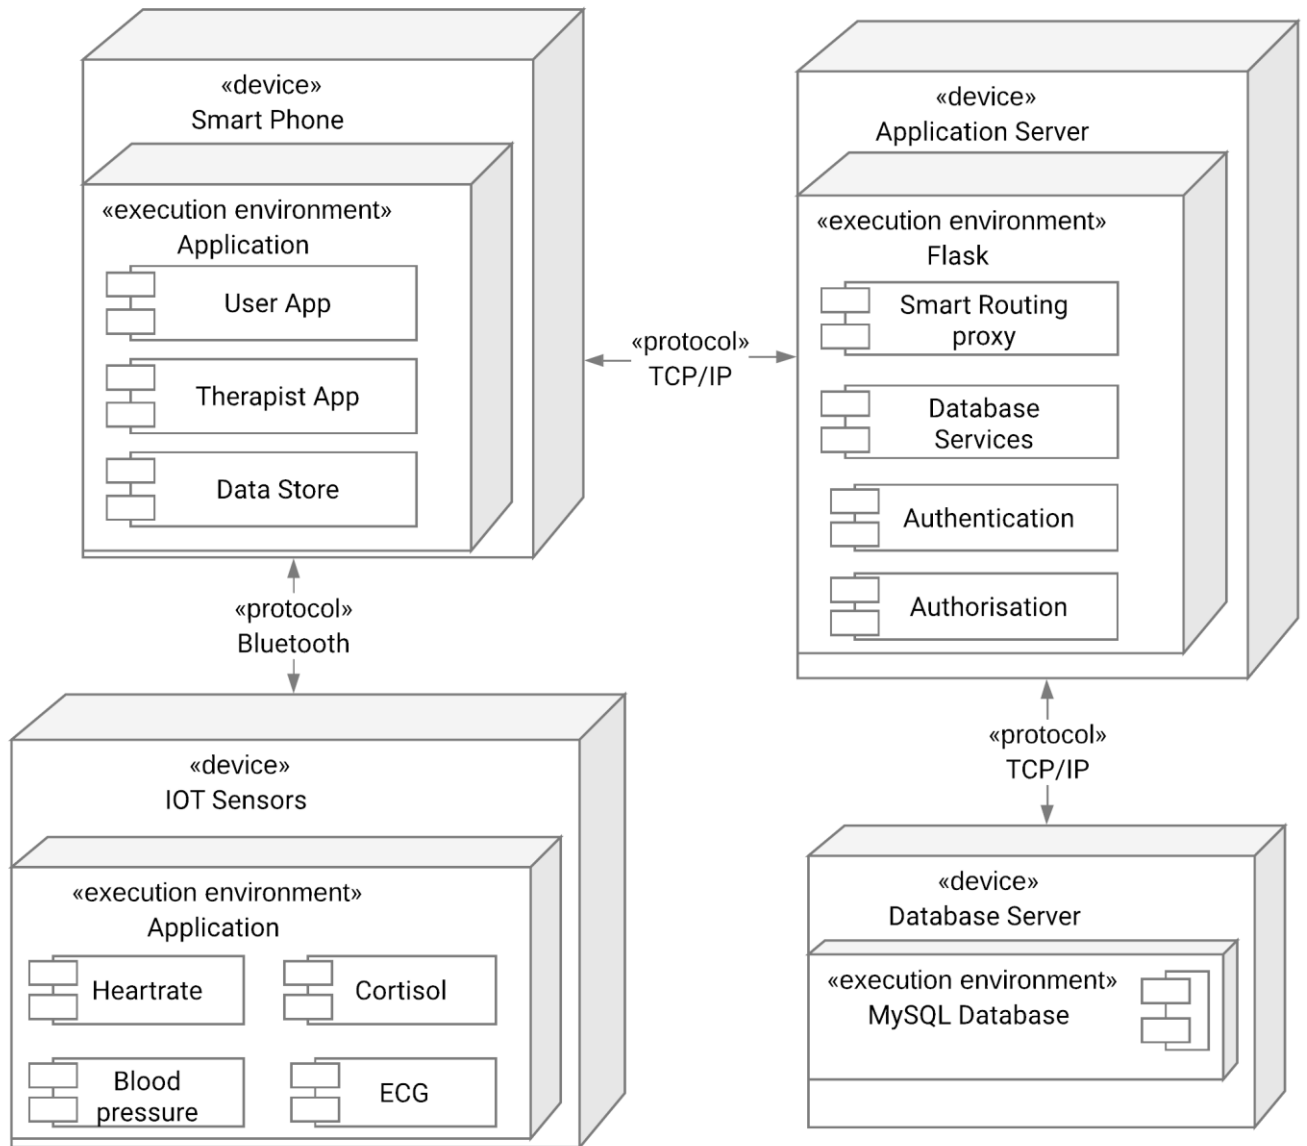 «device»
Smart Phone
«execution environment»
Application
User App
Therapist App
Data Store
«protocol»
Bluetooth
«device»
IOT Sensors
«execution environment»
Application
Heartrate
Cortisol
Blood
pressure
ECG
«protocol»
TCP/IP
«device»
Application Server
«execution environment»
Flask
Smart Routing
proxy
Database
Services
Authentication
Authorisation
«protocol»
TCP/IP
«device»
Database Server
«execution environment»
MySQL Database